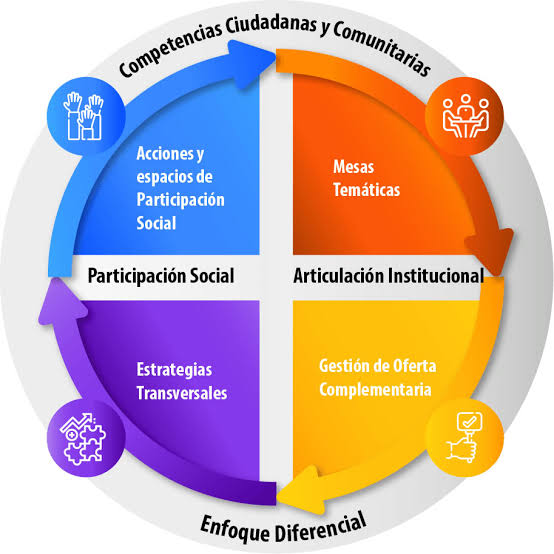 Competencias Ciudadanas y Comunitarias
Acciones y
espacios de
Participación
Social
Mesas
Temáticas
Participación Social
Articulación Institucional
Estrategias
Transversales
Gestión de Oferta
Complementaria
Enfoque Diferencial